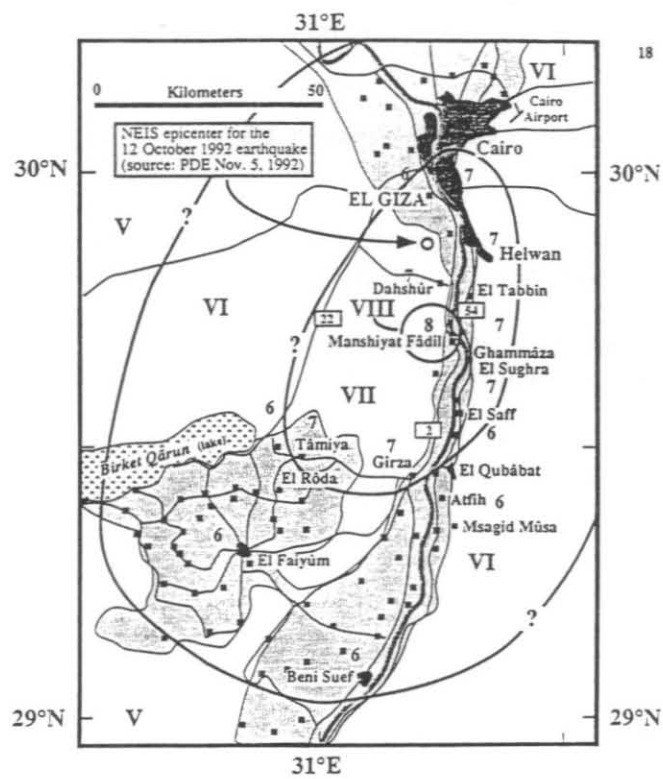 31°E
18
0 Kilometers 50
VI
Cairo
Airport
NEIS epicenter for the
12 October 1992 earthquake
(source: PDE Nov. 5, 1992)
Cairo
30°N
30°N
6
7
EL GIZA
?
V
7
Helwan
Dahshûr
El Tabbin
VI
VIII
54
22
8
7
Manshiyat Fâdil
?
Ghammâza
El Sughra
VII
7
6
7
El Saff
2
6
Birket Qârun (lake)
Tâmiya
7
Girza
El Rôda
El Qubâbat
Atfih 6
6
Msagid Mûsa
El Faiyûm
VI
?
6
Beni Suef
29°N
V
29°N
31°E